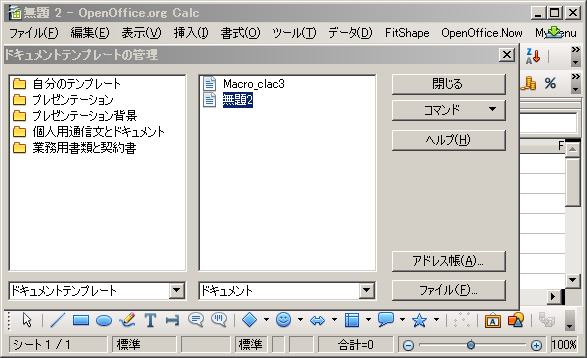 無題 2 - OpenOffice.org Calc
ファイル(F) 編集(E) 表示(V) 挿入(I) 書式(O) ツール(T) データ(D) FitShape OpenOffice.Now
ドキュメントテンプレートの管理
自分のテンプレート
プレゼンテーション
プレゼンテーション背景
個人用通信文とドキュメント
業務用書類と契約書
ドキュメントテンプレート
Macro_clac3
無題2
ドキュメント
閉じる
コマンド
ヘルプ(H)
アドレス帳(A)...
ファイル(F)...
%
F
シート 1 / 1 標準 標準 合計=0 100%